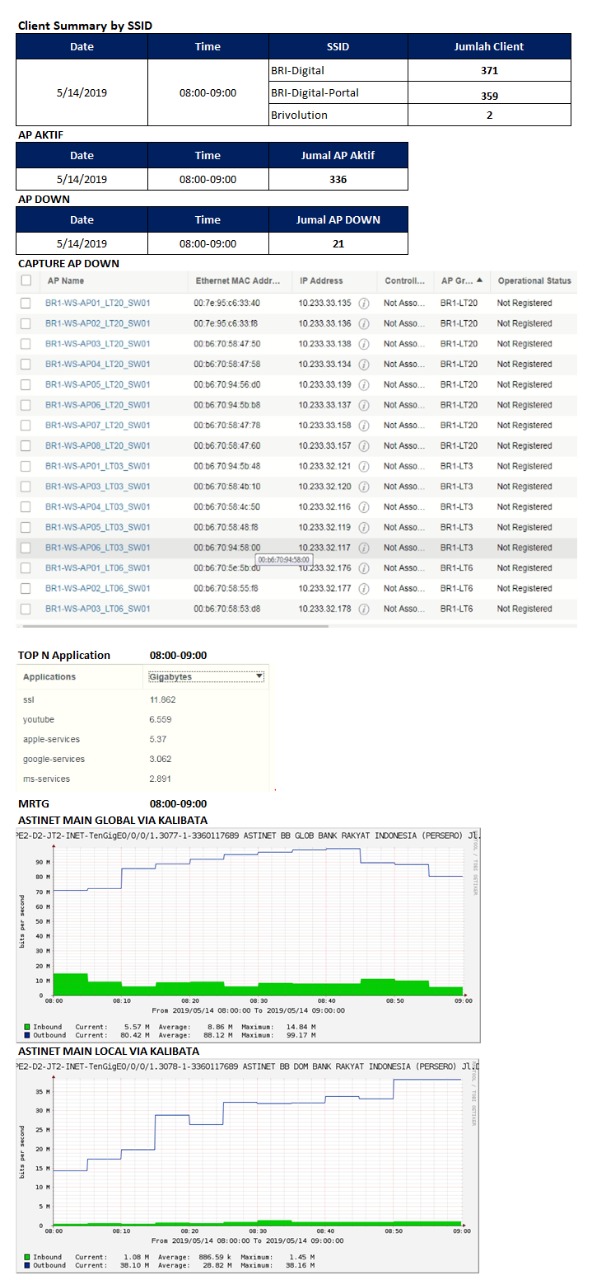 Client Summary by SSID
Date Time SSID Jumlah Client
5/14/2019 08:00-09:00 BRI-Digital 371
BRI-Digital-Portal 359
Brivolution 2
AP AKTIF
Date Time Jumal AP Aktif
5/14/2019 08:00-09:00 336
AP DOWN
Date Time Jumal AP DOWN
5/14/2019 08:00-09:00 21
CAPTURE AP DOWN
AP Name Ethernet MAC Addr... IP Address Controll... AP Gr... Operational Status
BR1-WS-AP01_LT20_SW01 00:7e:95:c6:33:40 10.233.33.135 Not Asso... BR1-LT20 Not Registered
BR1-WS-AP02_LT20_SW01 00:7e:95:c6:33:f8 10.233.33.136 Not Asso... BR1-LT20 Not Registered
BR1-WS-AP03_LT20_SW01 00:b6:70:58:47:50 10.233.33.138 Not Asso... BR1-LT20 Not Registered
BR1-WS-AP04_LT20_SW01 00:b6:70:58:47:58 10.233.33.134 Not Asso... BR1-LT20 Not Registered
BR1-WS-AP05_LT20_SW01 00:b6:70:94:56:d0 10.233.33.139 Not Asso... BR1-LT20 Not Registered
BR1-WS-AP06_LT20_SW01 00:b6:70:94:5b:b8 10.233.33.137 Not Asso... BR1-LT20 Not Registered
BR1-WS-AP07_LT20_SW01 00:b6:70:58:47:78 10.233.33.158 Not Asso... BR1-LT20 Not Registered
BR1-WS-AP08_LT20_SW01 00:b6:70:58:47:60 10.233.33.157 Not Asso... BR1-LT20 Not Registered
BR1-WS-AP01_LT03_SW01 00:b6:70:94:5b:48 10.233.32.121 Not Asso... BR1-LT3 Not Registered
BR1-WS-AP03_LT03_SW01 00:b6:70:58:4b:10 10.233.32.120 Not Asso... BR1-LT3 Not Registered
BR1-WS-AP04_LT03_SW01 00:b6:70:58:4c:50 10.233.32.116 Not Asso... BR1-LT3 Not Registered
BR1-WS-AP05_LT03_SW01 00:b6:70:58:48:f8 10.233.32.119 Not Asso... BR1-LT3 Not Registered
BR1-WS-AP06_LT03_SW01 00:b6:70:94:58:00 10.233.32.117 Not Asso... BR1-LT3 Not Registered
00:b6:70:94:58:00
BR1-WS-AP01_LT06_SW01 00:b6:70:5e:5b:d0 10.233.32.176 Not Asso... BR1-LT6 Not Registered
BR1-WS-AP02_LT06_SW01 00:b6:70:58:55:f8 10.233.32.177 Not Asso... BR1-LT6 Not Registered
BR1-WS-AP03_LT06_SW01 00:b6:70:58:53:d8 10.233.32.178 Not Asso... BR1-LT6 Not Registered
TOP N Application 08:00-09:00
Applications Gigabytes
ssl 11.862
youtube 6.559
apple-services 5.37
google-services 3.062
ms-services 2.891
MRTG 08:00-09:00
ASTINET MAIN GLOBAL VIA KALIBATA
PE2-D2-JT2-INET-TenGigE0/0/0/1.3077-1-3360117689 ASTINET BB GLOB BANK RAKYAT INDONESIA (PERSERO) Jl.
90 M
80 M
70 M
60 M
50 M
40 M
30 M
20 M
10 M
0
bits per second
08:00 08:10 08:20 08:30 08:40 08:50 09:00
From 2019/05/14 08:00:00 To 2019/05/14 09:00:00
Inbound Current: 5.57 M Average: 8.86 M Maximum: 14.84 M
Outbound Current: 80.42 M Average: 88.12 M Maximum: 99.17 M
ASTINET MAIN LOCAL VIA KALIBATA
PE2-D2-JT2-INET-TenGigE0/0/0/1.3078-1-3360117689 ASTINET BB DOM BANK RAKYAT INDONESIA (PERSERO) Jl.
35 M
30 M
25 M
20 M
15 M
10 M
5 M
0
bits per second
08:00 08:10 08:20 08:30 08:40 08:50 09:00
From 2019/05/14 08:00:00 To 2019/05/14 09:00:00
Inbound Current: 1.08 M Average: 886.59 k Maximum: 1.45 M
Outbound Current: 38.10 M Average: 28.82 M Maximum: 38.16 M